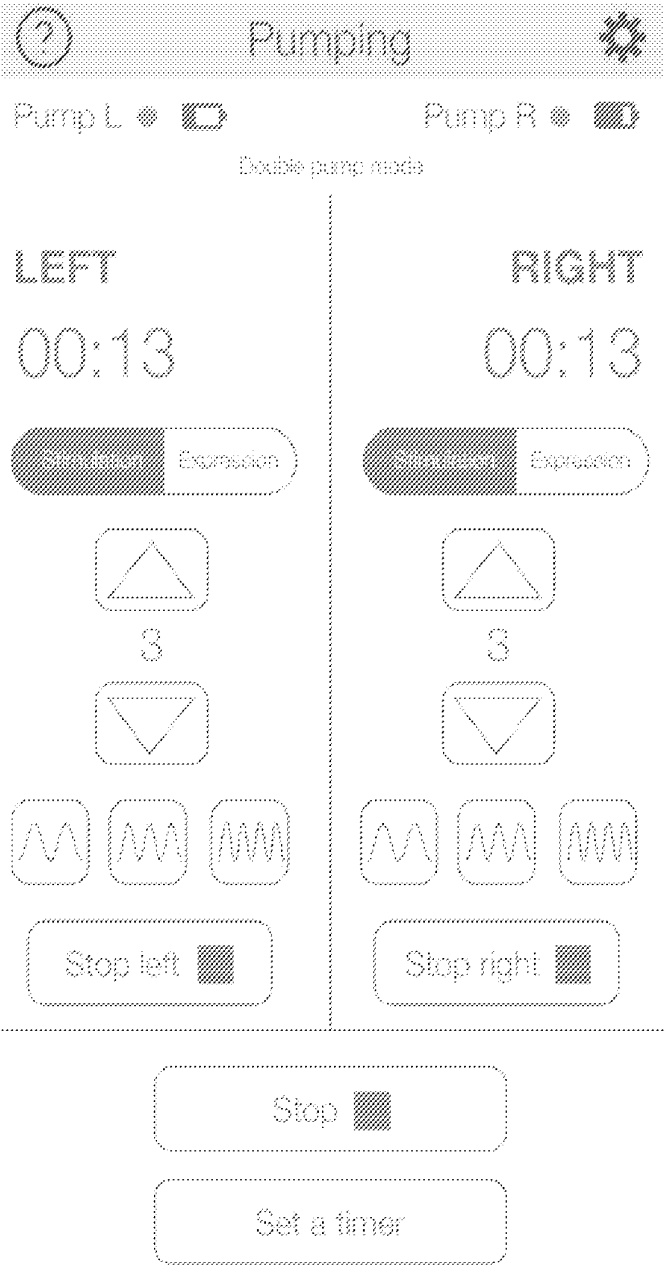 ? Pumping
Pump L Pump R
Double pump mode
LEFT RIGHT
00:13 00:13
Stimulation Expression Stimulation Expression
3 3
Stop left Stop right
Stop
Set a timer